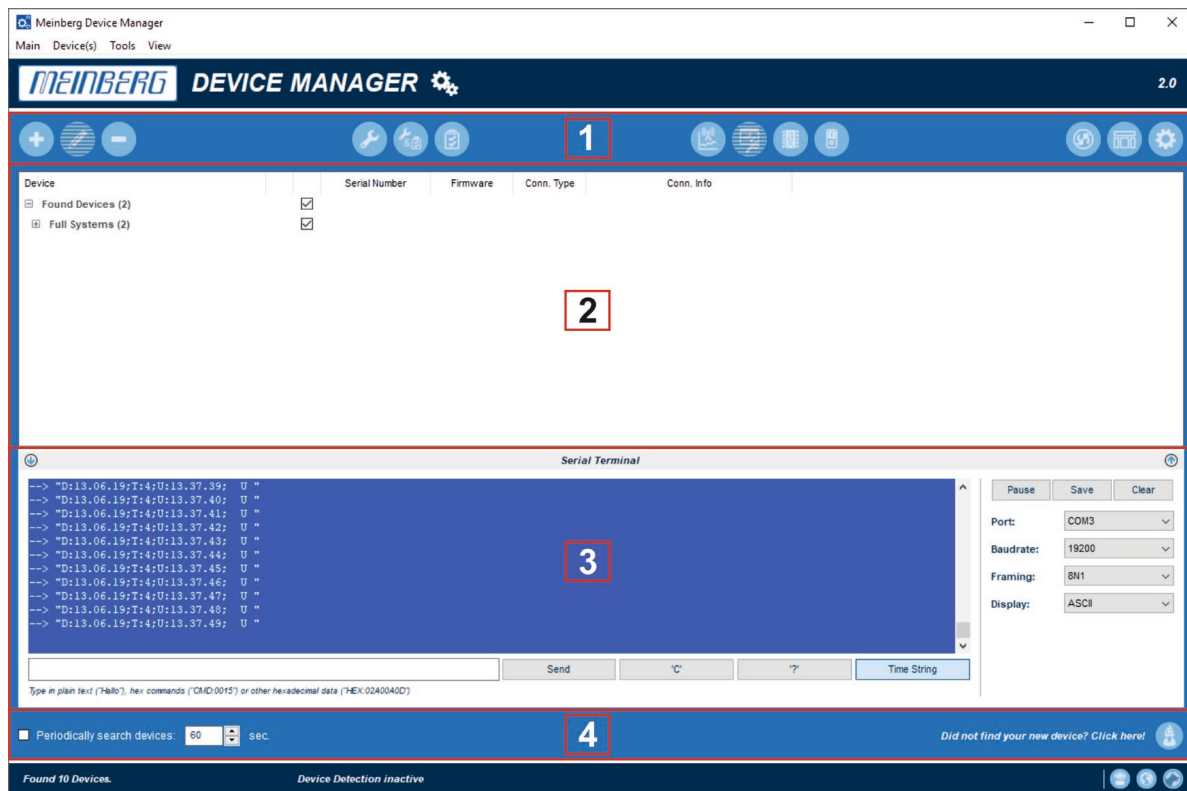 Meinberg Device Manager
Main Device(s) Tools View
MEINBERG DEVICE MANAGER 2.0
1
Device Serial Number Firmware Conn. Type Conn. Info
Found Devices (2)
Full Systems (2)
2
Serial Terminal
--> "D:13.06.19;T:4;U:13.37.39;  U "
--> "D:13.06.19;T:4;U:13.37.40;  U "
--> "D:13.06.19;T:4;U:13.37.41;  U "
--> "D:13.06.19;T:4;U:13.37.42;  U "
--> "D:13.06.19;T:4;U:13.37.43;  U "
--> "D:13.06.19;T:4;U:13.37.44;  U "
--> "D:13.06.19;T:4;U:13.37.45;  U "
--> "D:13.06.19;T:4;U:13.37.46;  U "
--> "D:13.06.19;T:4;U:13.37.47;  U "
--> "D:13.06.19;T:4;U:13.37.48;  U "
--> "D:13.06.19;T:4;U:13.37.49;  U "
3
Pause Save Clear
Port: COM3
Baudrate: 19200
Framing: 8N1
Display: ASCII
Send 'C' '?' Time String
Type in plain text ("Hallo"), hex commands ("CMD:0015") or other hexadecimal data ("HEX:02A00A0D")
Periodically search devices: 60 sec.
4
Did not find your new device? Click here!
Found 10 Devices. Device Detection inactive